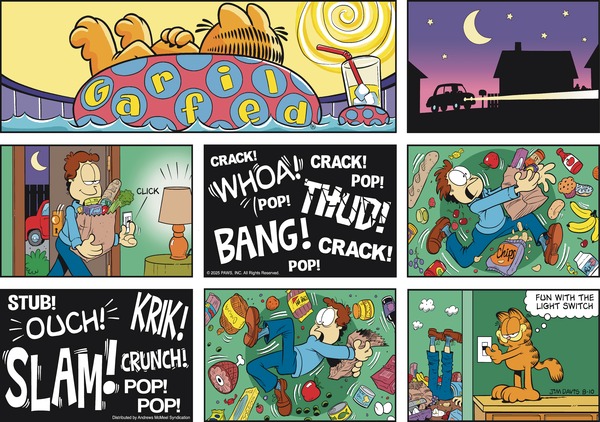 Garfield
CLICK
CRACK!
WHOA!
CRACK!
POP!
POP!
THUD!
BANG!
CRACK!
POP!
© 2025 PAWS, INC. All Rights Reserved.
Chips
STUB!
OUCH!
KRIK!
SLAM!
CRUNCH!
POP!
POP!
Distributed by Andrews McMeel Syndication
FUN WITH THE
LIGHT SWITCH
JIM DAVIS 8-10